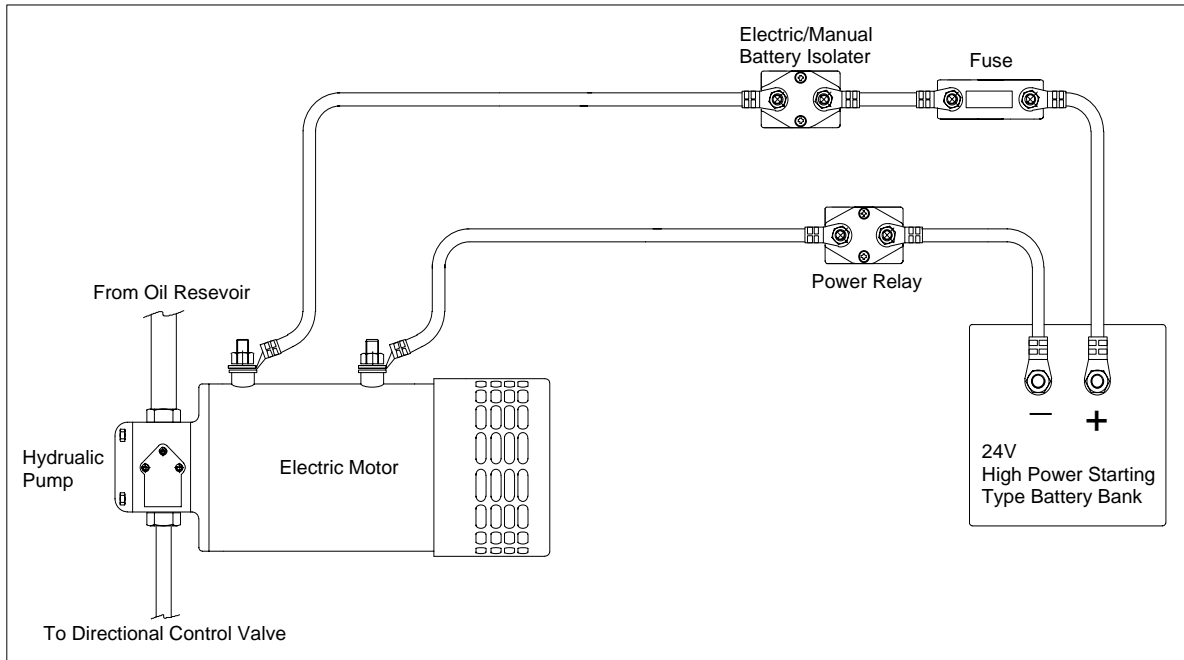 Electric/Manual
Battery Isolater
Fuse
Power Relay
From Oil Resevoir
Hydrualic
Pump
Electric Motor
— +
24V
High Power Starting
Type Battery Bank
To Directional Control Valve